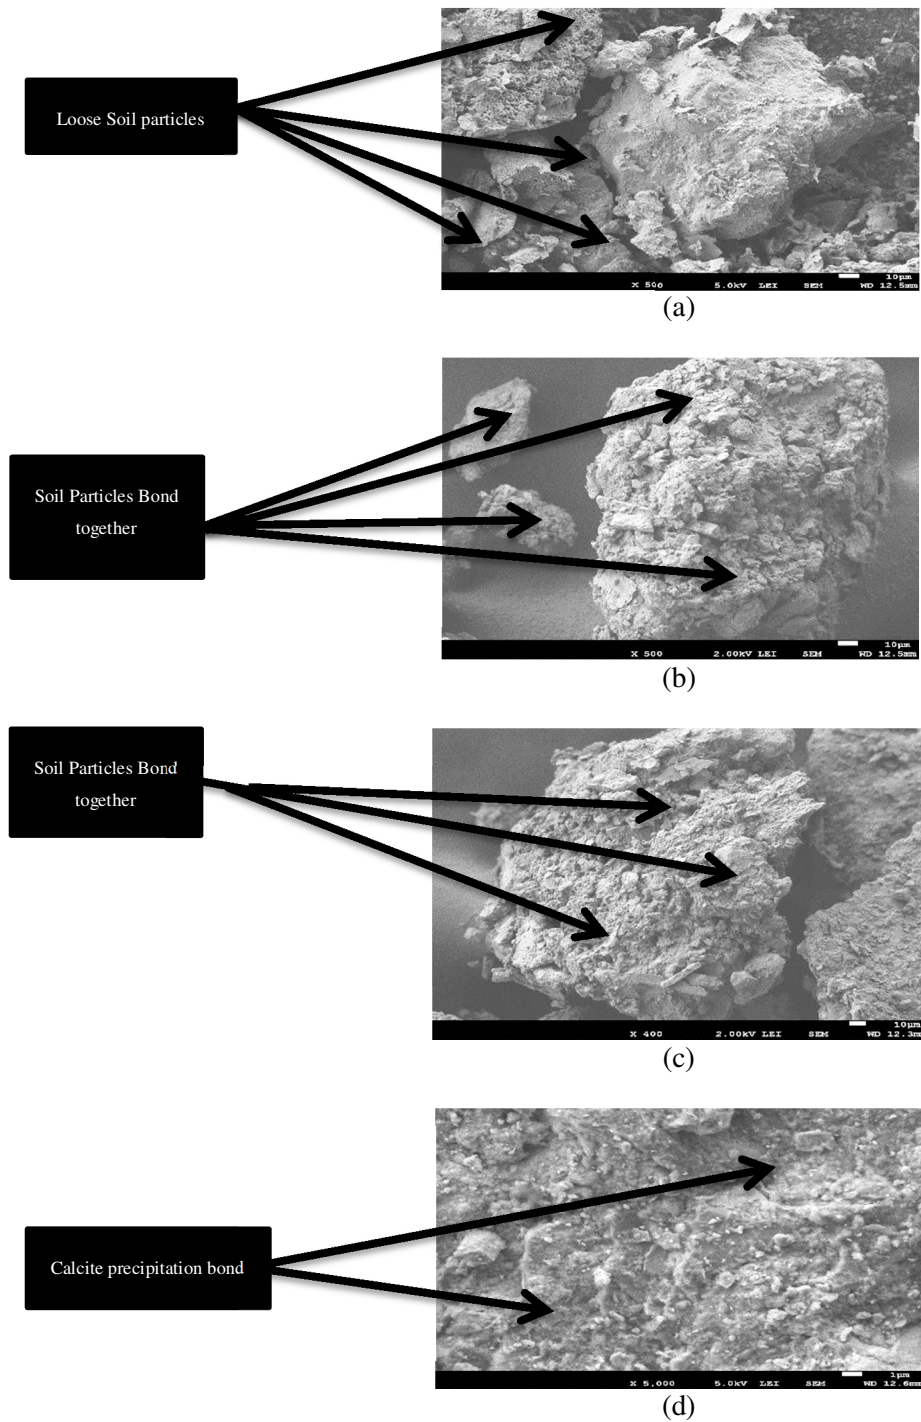 Loose Soil particles
X 500 5.0kV LEI SEM WD 12.5mm
10µm
(a)
Soil Particles Bond
together
X 500 2.00kV LEI SEM WD 12.5mm
10µm
(b)
Soil Particles Bond
together
X 400 2.00kV LEI SEM WD 12.3m
10µm
(c)
Calcite precipitation bond
X 5,000 5.0kV LEI SEM WD 12.6mm
1µm
(d)